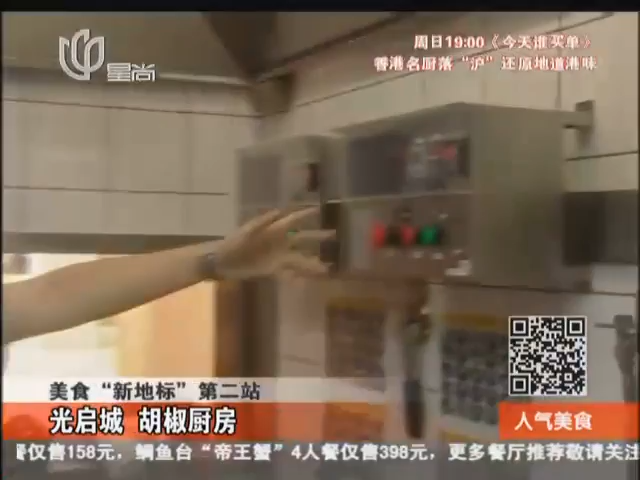 星尚
周日19:00《今天谁买单》
香港名厨落“沪”还原地道港味
美食“新地标”第二站
光启城 胡椒厨房
人气美食
餐仅售158元，鲷鱼台“帝王蟹”4人餐仅售398元，更多餐厅推荐敬请关注